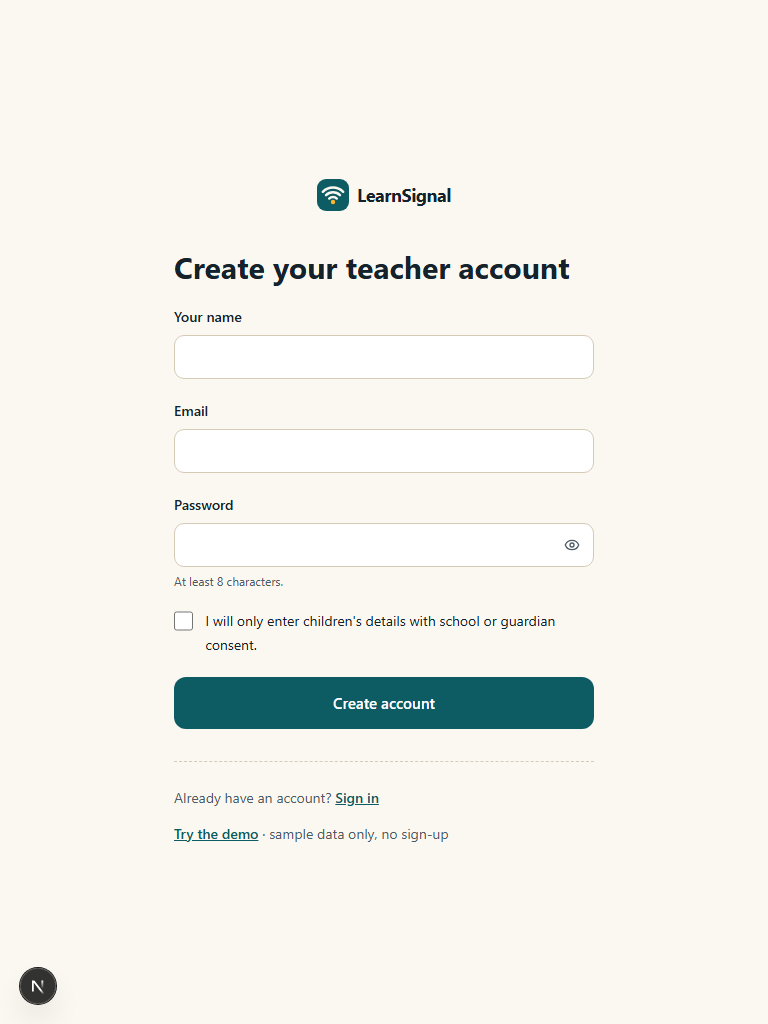 LearnSignal
Create your teacher account
Your name
Email
Password
At least 8 characters.
I will only enter children's details with school or guardian
consent.
Create account
Already have an account? Sign in
Try the demo · sample data only, no sign-up
N